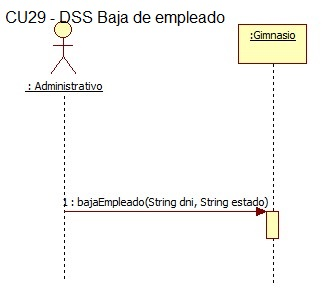 CU29 - DSS Baja de empleado
: Administrativo
:Gimnasio
1 : bajaEmpleado(String dni, String estado)